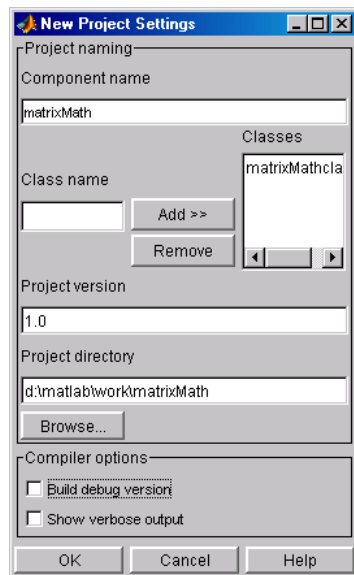 New Project Settings
Project naming
Component name
matrixMath
Classes
matrixMathcla
Class name
Add >>
Remove
Project version
1.0
Project directory
d:\matlab\work\matrixMath
Browse...
Compiler options
Build debug version
Show verbose output
OK Cancel Help